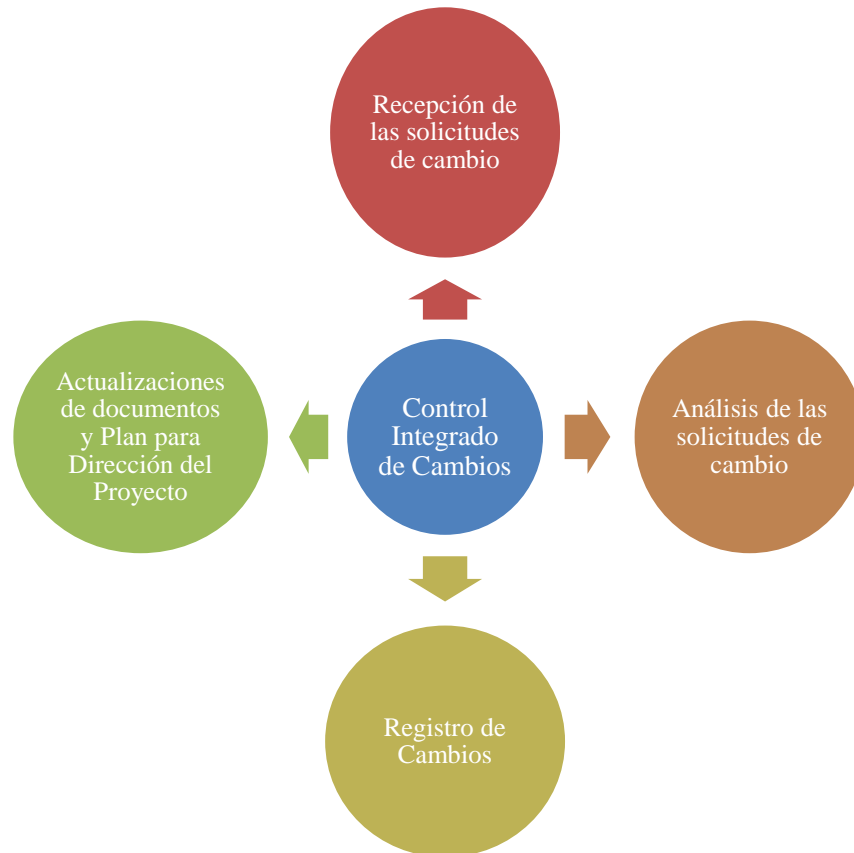 Recepción de
las solicitudes
de cambio
Actualizaciones
de documentos
y Plan para
Dirección del
Proyecto
Control
Integrado
de Cambios
Análisis de las
solicitudes de
cambio
Registro de
Cambios